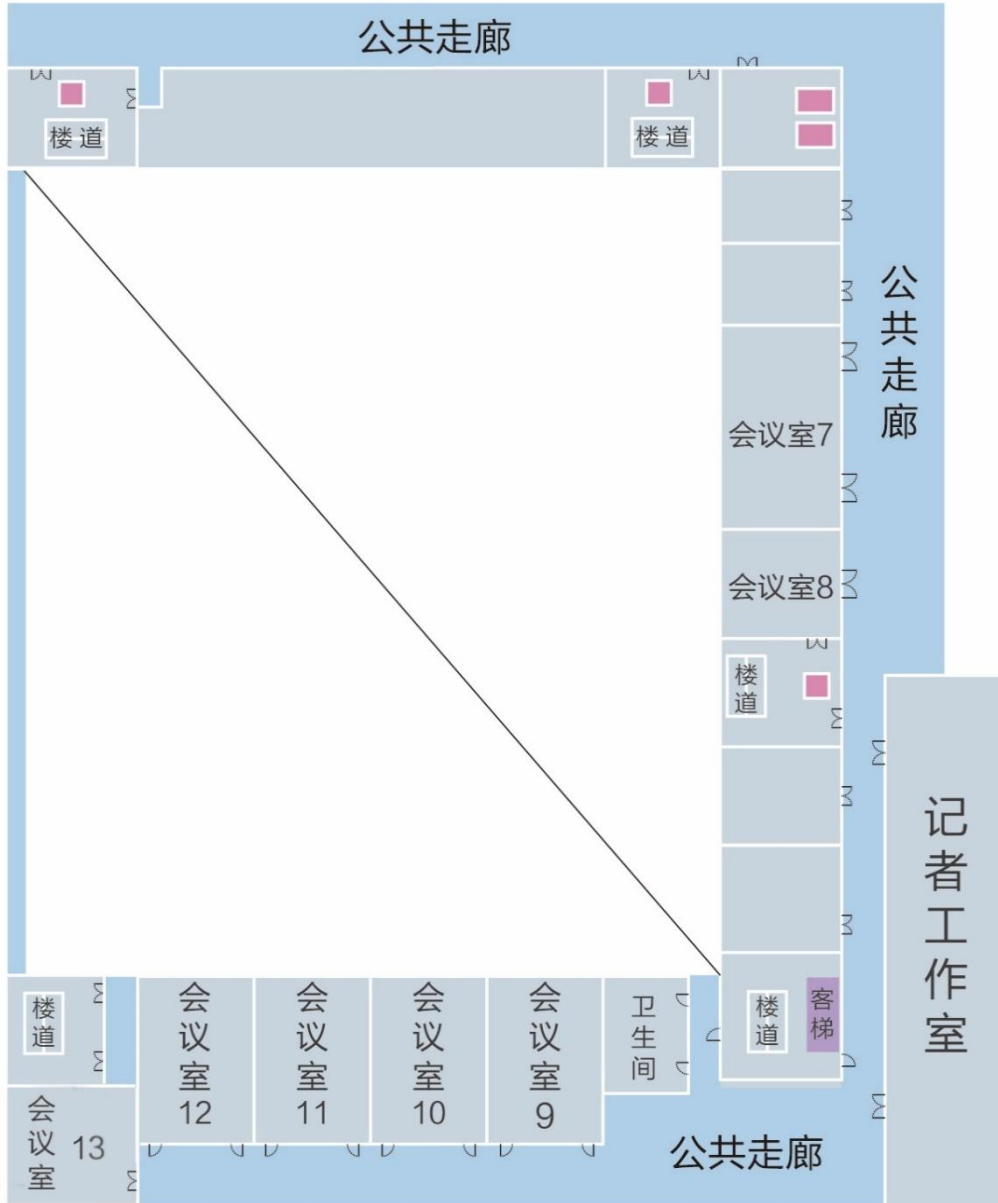 公共走廊
楼道
楼道
公共走廊
会议室7
会议室8
楼道
记者工作室
楼道
会议室12
会议室11
会议室10
会议室9
卫生间
楼道
客梯
会议室 13
公共走廊